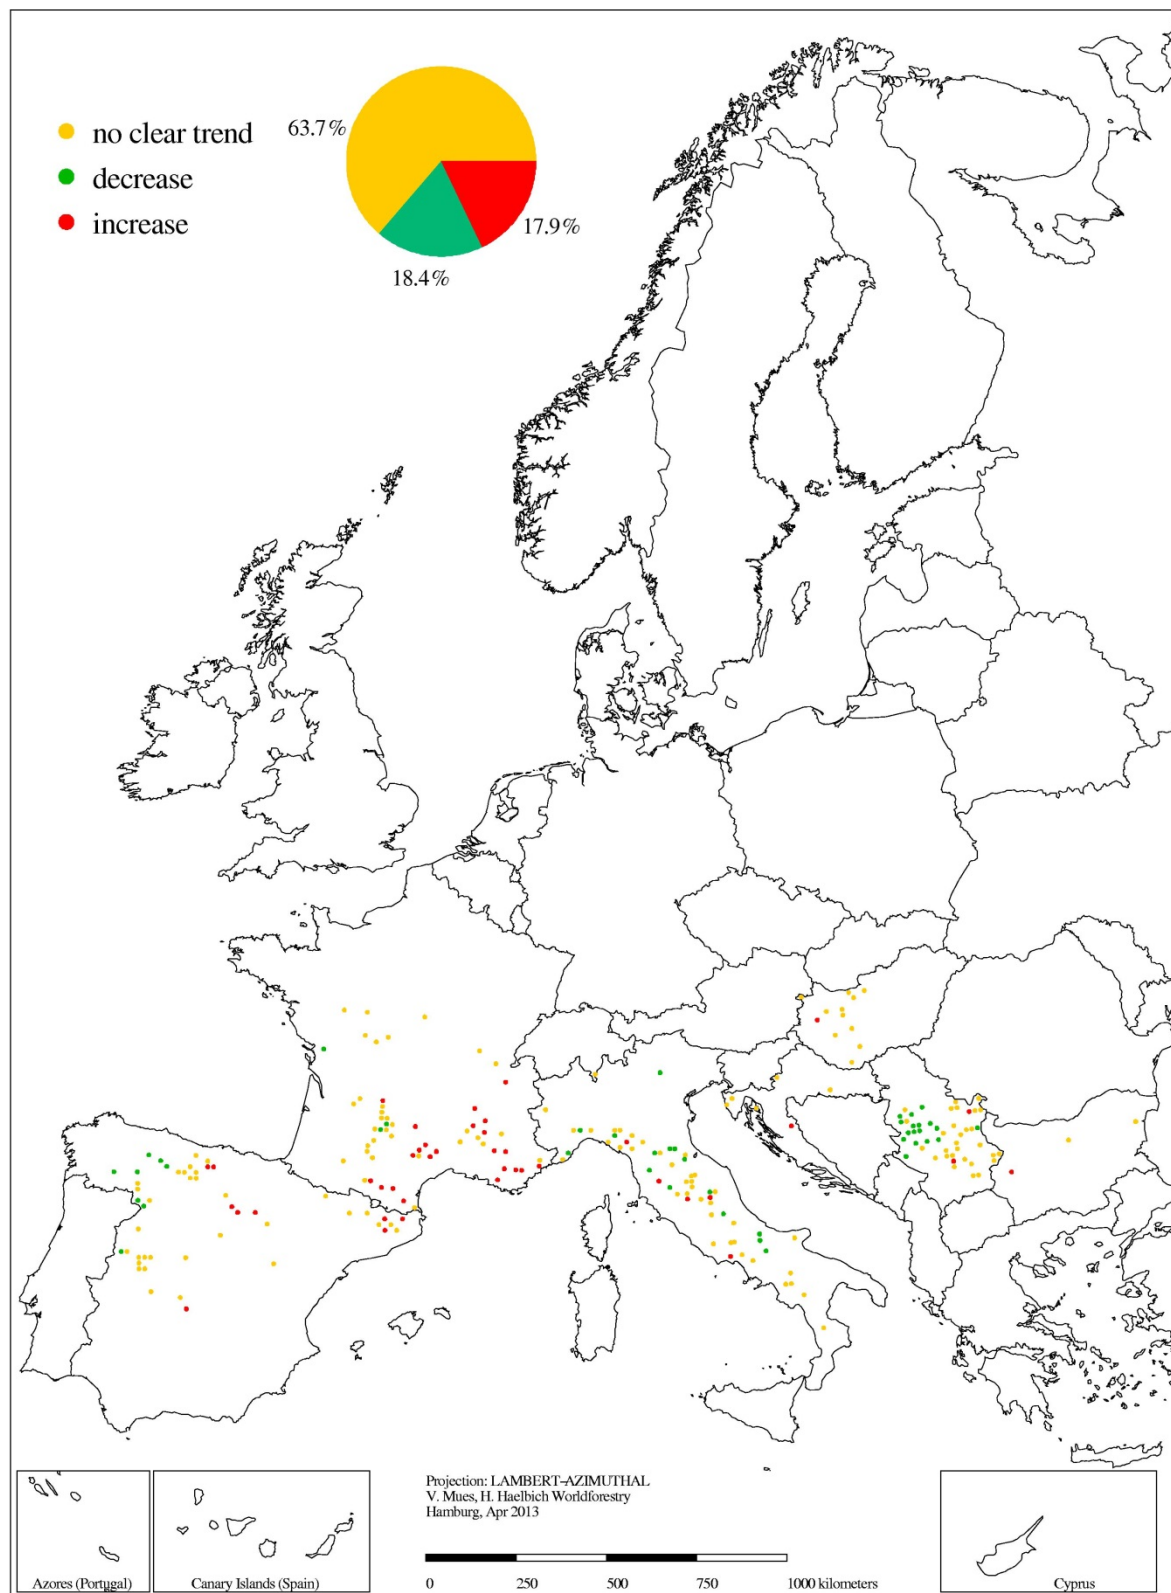 no clear trend
decrease
increase
63.7%
17.9%
18.4%
Projection: LAMBERT-AZIMUTHAL
V. Mues, H. Haelbich Worldforestry
Hamburg, Apr 2013
Azores (Portugal)
Canary Islands (Spain)
0 250 500 750 1000 kilometers
Cyprus